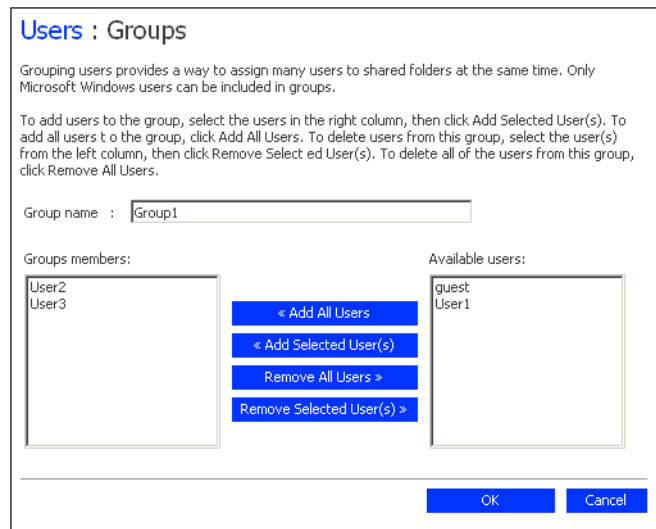 Users : Groups
Grouping users provides a way to assign many users to shared folders at the same time. Only
Microsoft Windows users can be included in groups.
To add users to the group, select the users in the right column, then click Add Selected User(s). To
add all users t o the group, click Add All Users. To delete users from this group, select the user(s)
from the left column, then click Remove Select ed User(s). To delete all of the users from this group,
click Remove All Users.
Group name : Group1
Groups members: Available users:
User2 guest
User3 User1
« Add All Users
« Add Selected User(s)
Remove All Users »
Remove Selected User(s) »
OK Cancel